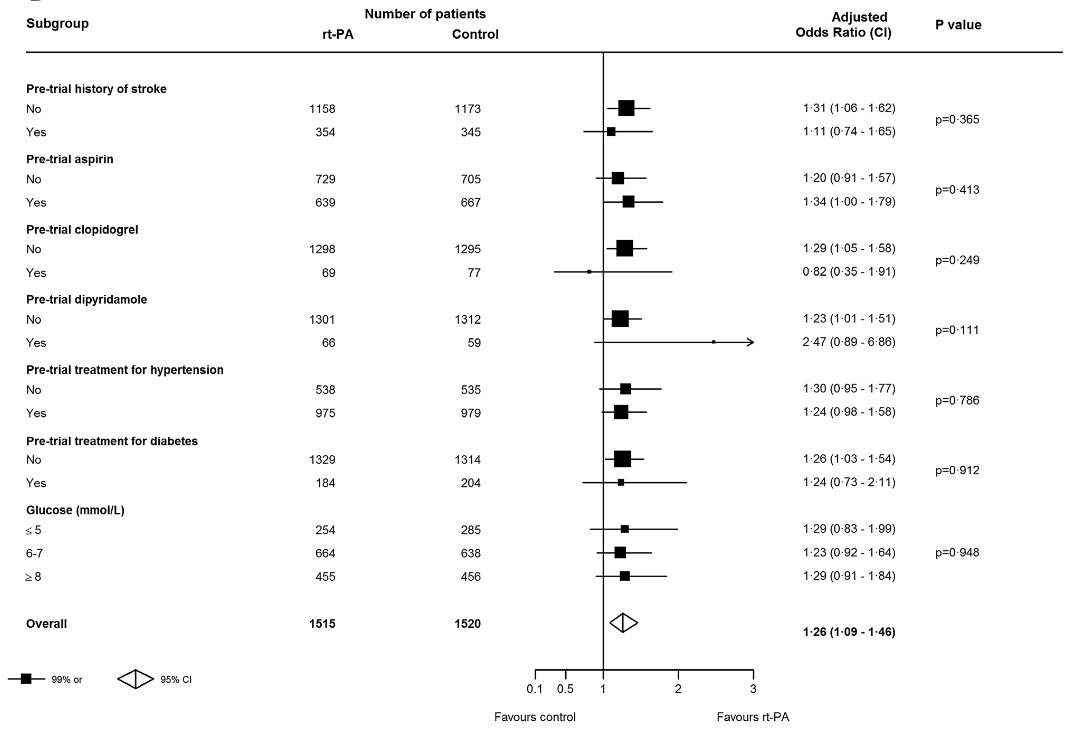 Number of patients
Subgroup rt-PA Control Adjusted Odds Ratio (CI) P value
Pre-trial history of stroke
No 1158 1173 1·31 (1·06 - 1·62)
p=0·365
Yes 354 345 1·11 (0·74 - 1·65)
Pre-trial aspirin
No 729 705 1·20 (0·91 - 1·57)
p=0·413
Yes 639 667 1·34 (1·00 - 1·79)
Pre-trial clopidogrel
No 1298 1295 1·29 (1·05 - 1·58)
p=0·249
Yes 69 77 0·82 (0·35 - 1·91)
Pre-trial dipyridamole
No 1301 1312 1·23 (1·01 - 1·51)
p=0·111
Yes 66 59 2·47 (0·89 - 6·86)
Pre-trial treatment for hypertension
No 538 535 1·30 (0·95 - 1·77)
p=0·786
Yes 975 979 1·24 (0·98 - 1·58)
Pre-trial treatment for diabetes
No 1329 1314 1·26 (1·03 - 1·54)
p=0·912
Yes 184 204 1·24 (0·73 - 2·11)
Glucose (mmol/L)
≤ 5 254 285 1·29 (0·83 - 1·99)
6-7 664 638 1·23 (0·92 - 1·64) p=0·948
≥ 8 455 456 1·29 (0·91 - 1·84)
Overall 1515 1520 1·26 (1·09 - 1·46)
99% or 95% CI
0.1 0.5 1 2 3
Favours control Favours rt-PA